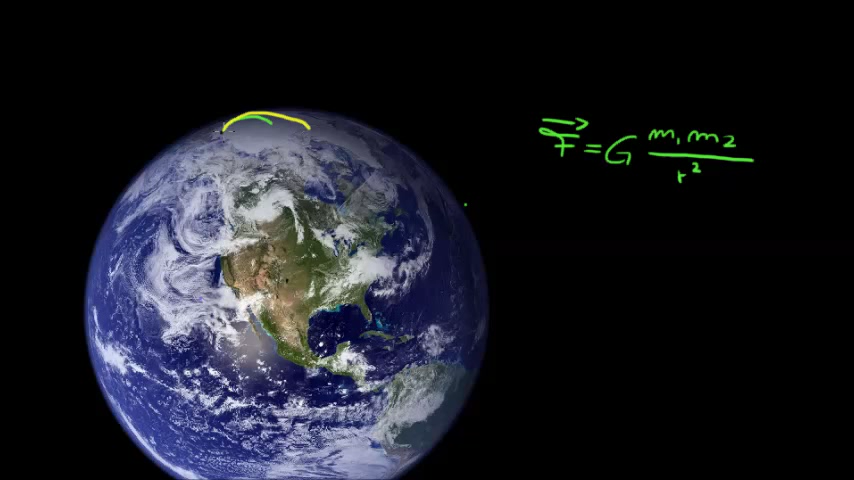 F⃗ = G m₁m₂ / r²